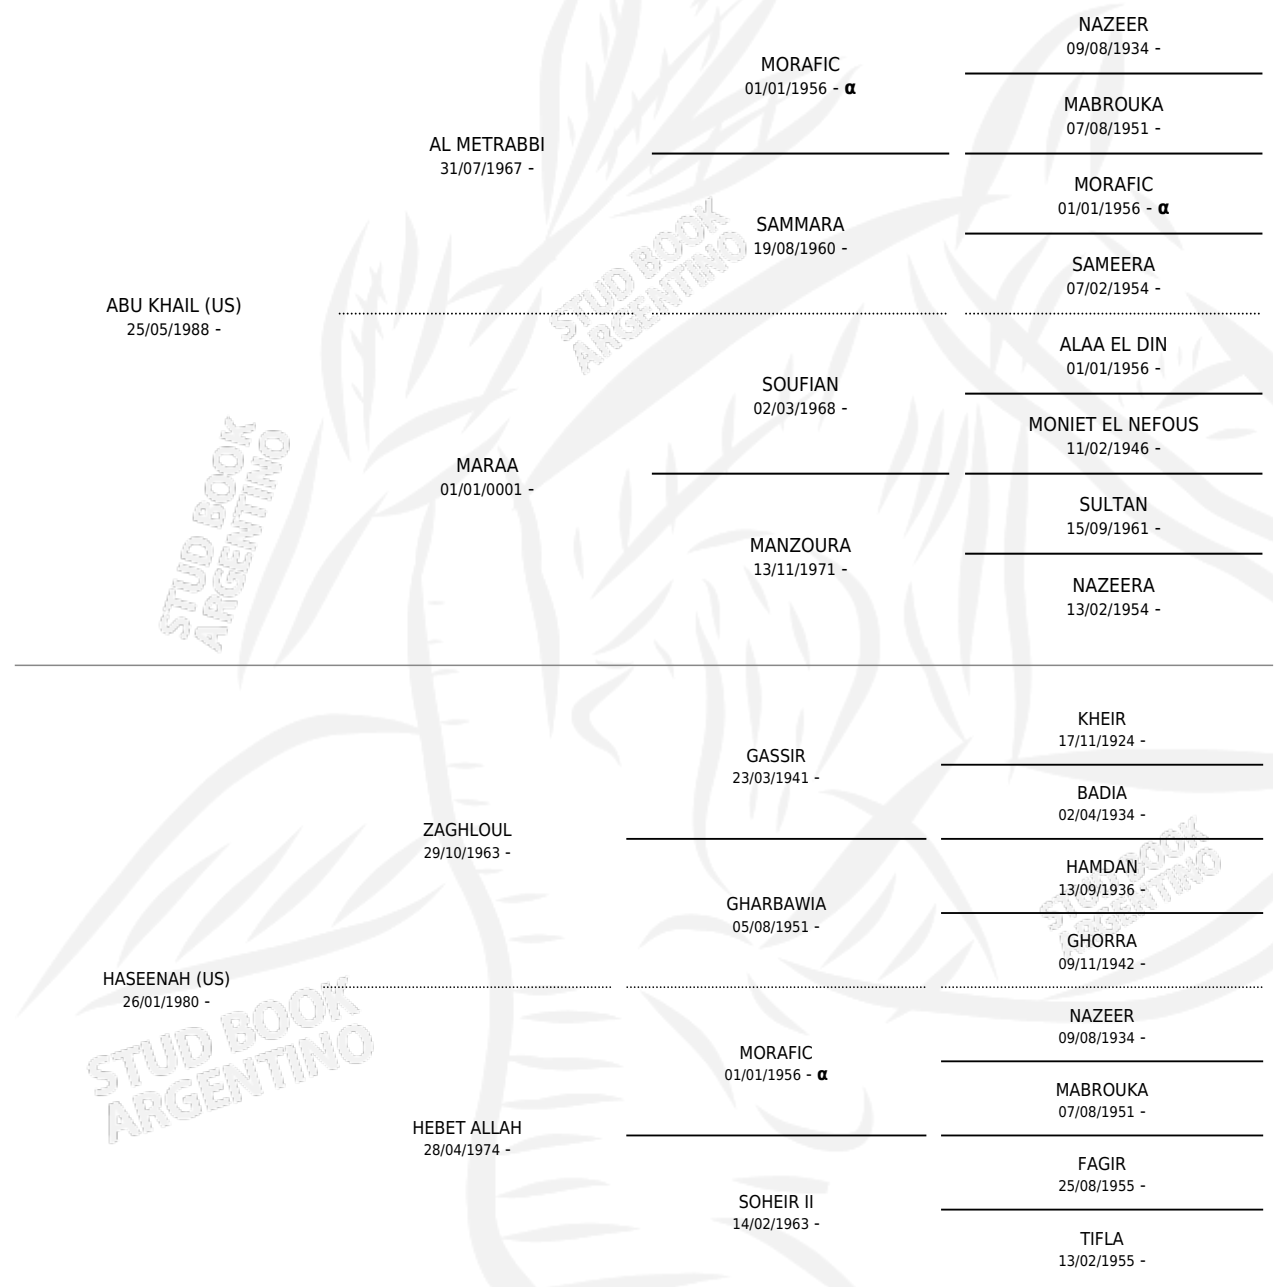 NAZEER
09/08/1934 -
MORAFIC
01/01/1956 - α
MABROUKA
07/08/1951 -
AL METRABBI
31/07/1967 -
MORAFIC
01/01/1956 - α
SAMMARA
19/08/1960 -
SAMEERA
07/02/1954 -
ABU KHAIL (US)
25/05/1988 -
ALAA EL DIN
01/01/1956 -
SOUFIAN
02/03/1968 -
MONIET EL NEFOUS
11/02/1946 -
MARAA
01/01/0001 -
SULTAN
15/09/1961 -
MANZOURA
13/11/1971 -
NAZEERA
13/02/1954 -
KHEIR
17/11/1924 -
GASSIR
23/03/1941 -
BADIA
02/04/1934 -
ZAGHLOUL
29/10/1963 -
HAMDAN
13/09/1936 -
GHARBAWIA
05/08/1951 -
GHORRA
09/11/1942 -
HASEENAH (US)
26/01/1980 -
NAZEER
09/08/1934 -
MORAFIC
01/01/1956 - α
MABROUKA
07/08/1951 -
HEBET ALLAH
28/04/1974 -
FAGIR
25/08/1955 -
SOHEIR II
14/02/1963 -
TIFLA
13/02/1955 -
STUD BOOK
ARGENTINO
STUD BOOK
ARGENTINO
STUD BOOK
ARGENTINO
STUD BOOK
ARGENTINO